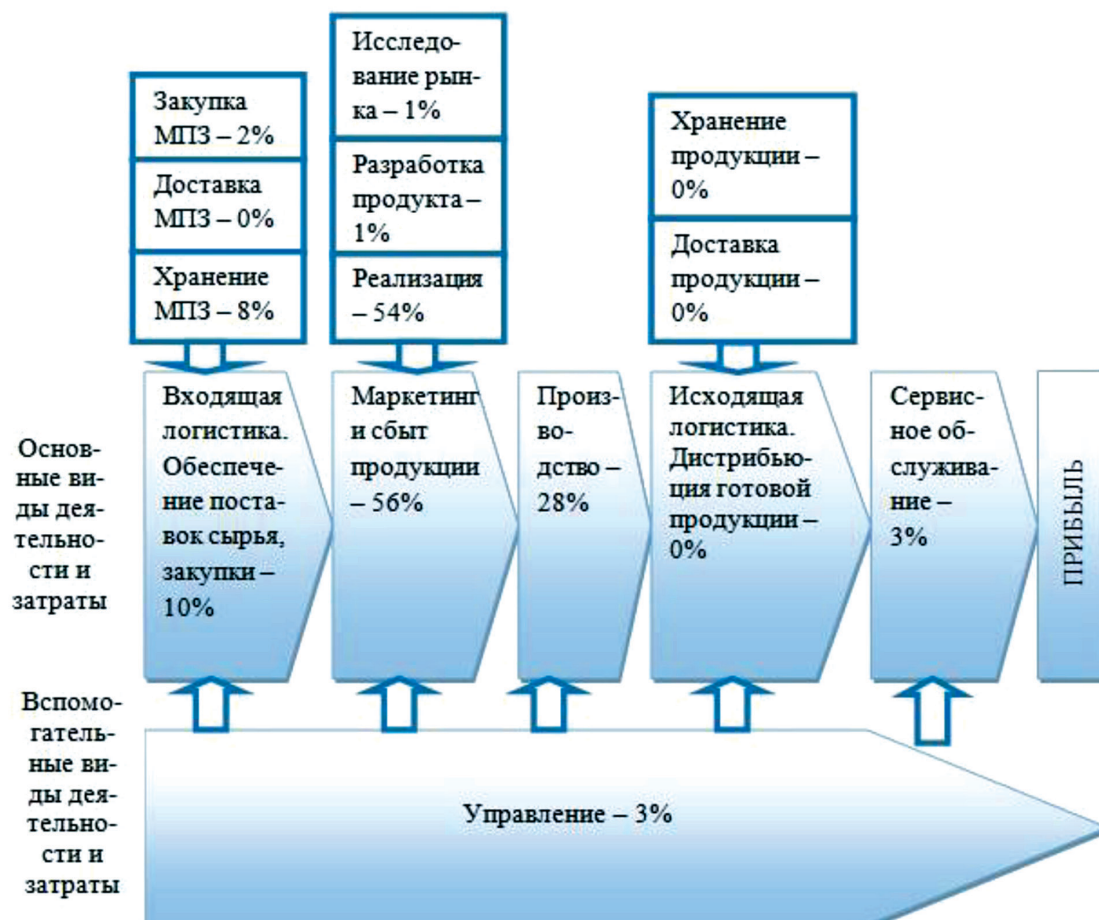 Закупка
МПЗ – 2%
Доставка
МПЗ – 0%
Хранение
МПЗ – 8%
Исследо-
вание рын-
ка – 1%
Разработка
продукта –
1%
Реализация
– 54%
Хранение
продукции –
0%
Доставка
продукции –
0%
Основ-
ные ви-
ды дея-
тельно-
сти и
затраты
Входящая
логистика.
Обеспече-
ние поста-
вок сырья,
закупки –
10%
Маркетинг
и сбыт
продукции
– 56%
Произ-
во-
дство –
28%
Исходящая
логистика.
Дистрибью-
ция готовой
продукции –
0%
Сервис-
ное об-
служива-
ние –
3%
ПРИБЫЛЬ
Вспомо-
гатель-
ные ви-
ды дея-
тельно-
сти и
затраты
Управление – 3%